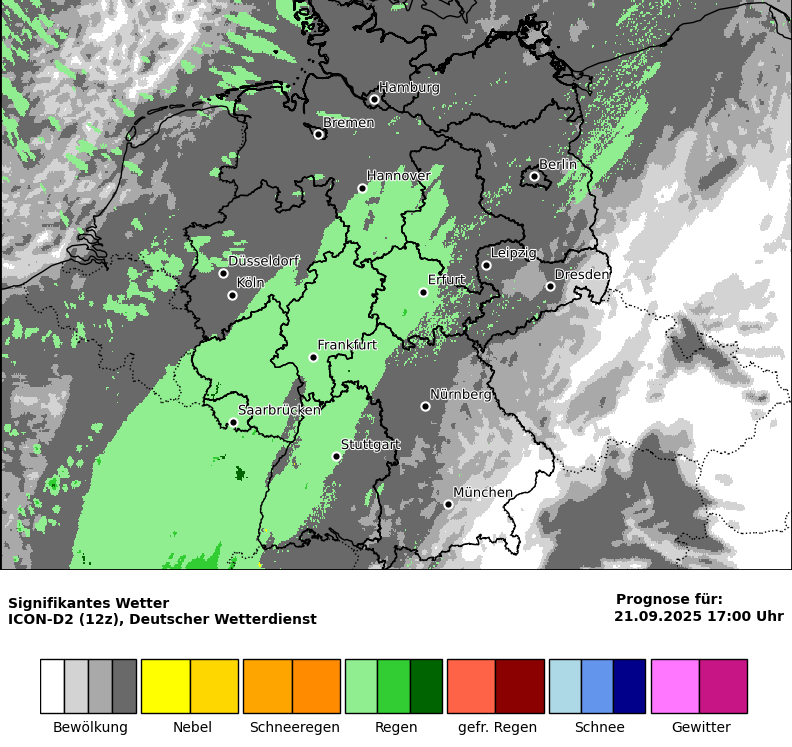 Hamburg
Bremen
Berlin
Hannover
Leipzig
Düsseldorf
Dresden
Köln
Erfurt
Frankfurt
Nürnberg
Saarbrücken
Stuttgart
München
Signifikantes Wetter
ICON-D2 (12z), Deutscher Wetterdienst
Prognose für:
21.09.2025 17:00 Uhr
Bewölkung Nebel Schneeregen Regen gefr. Regen Schnee Gewitter